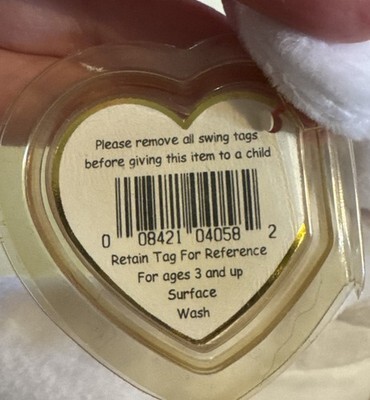 Please remove all swing tags
before giving this item to a child
0 08421 04058 2
Retain Tag For Reference
For ages 3 and up
Surface
Wash